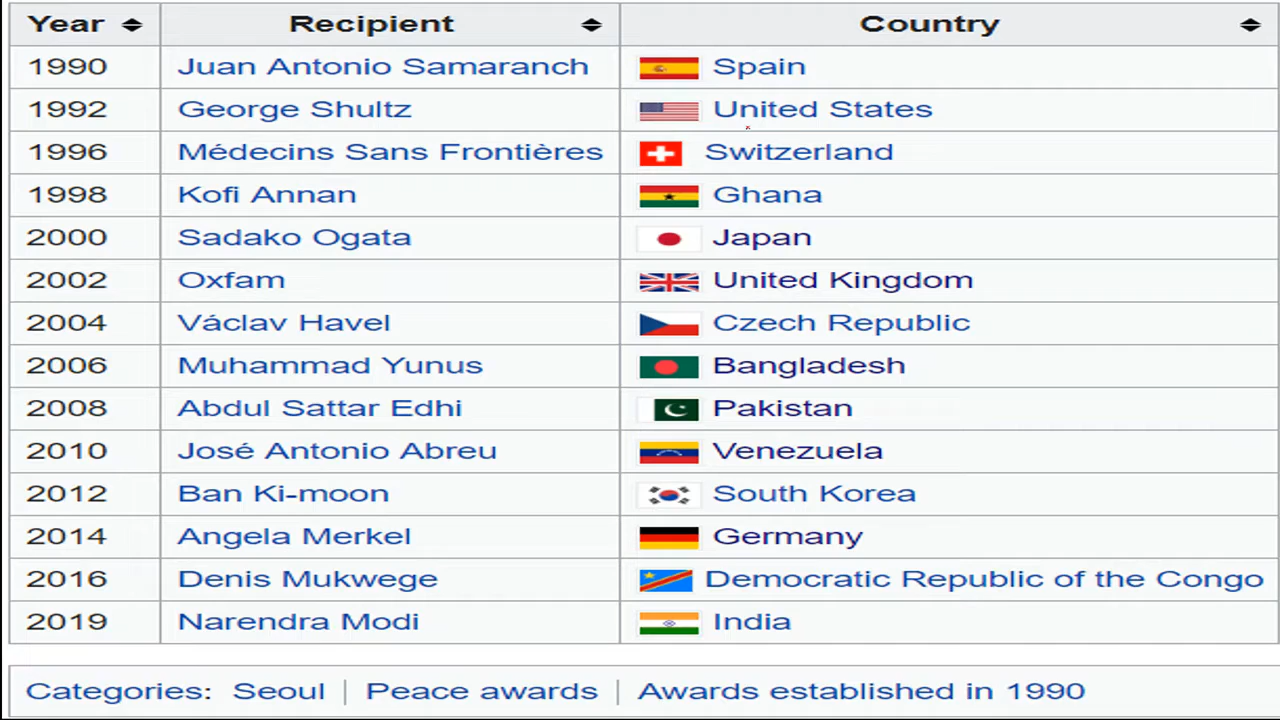 Year Recipient Country
1990 Juan Antonio Samaranch Spain
1992 George Shultz United States
1996 Médecins Sans Frontières Switzerland
1998 Kofi Annan Ghana
2000 Sadako Ogata Japan
2002 Oxfam United Kingdom
2004 Václav Havel Czech Republic
2006 Muhammad Yunus Bangladesh
2008 Abdul Sattar Edhi Pakistan
2010 José Antonio Abreu Venezuela
2012 Ban Ki-moon South Korea
2014 Angela Merkel Germany
2016 Denis Mukwege Democratic Republic of the Congo
2019 Narendra Modi India
Categories: Seoul | Peace awards | Awards established in 1990